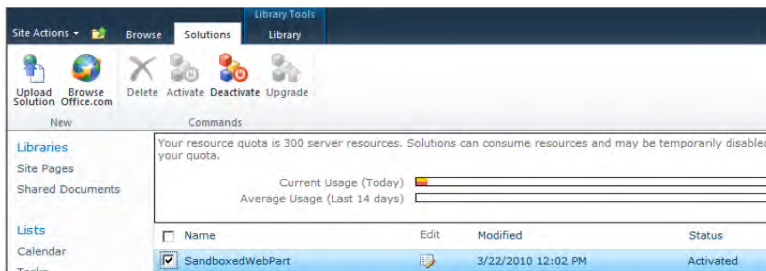 Library Tools
Site Actions Browse Solutions Library
Upload Solution Browse Office.com Delete Activate Deactivate Upgrade
New Commands
Libraries
Site Pages
Shared Documents
Lists
Calendar
Tasks
Your resource quota is 300 server resources. Solutions can consume resources and may be temporarily disabled
your quota.
Current Usage (Today)
Average Usage (Last 14 days)
Name Edit Modified Status
SandboxedWebPart 3/22/2010 12:02 PM Activated